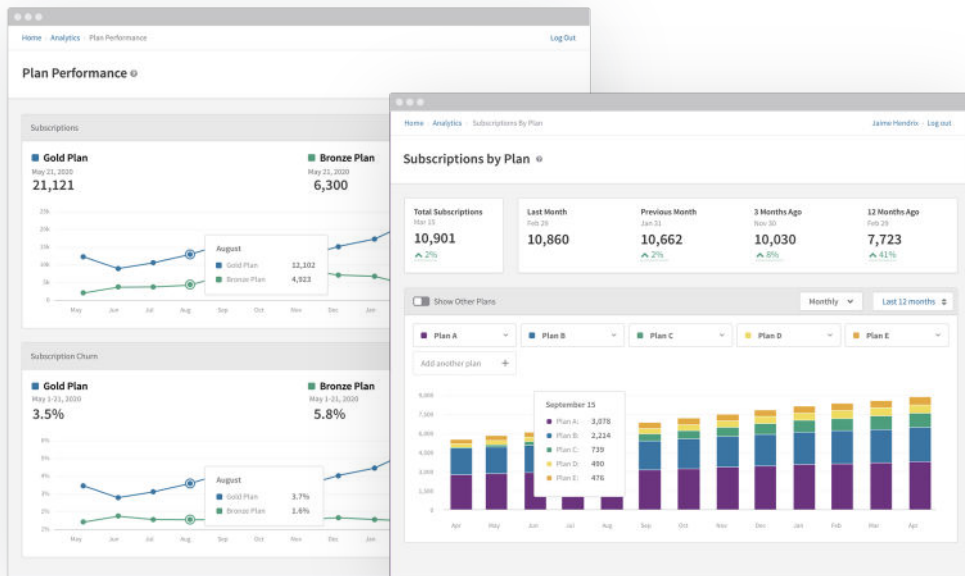 Home Analytics Plan Performance
Log Out
Plan Performance
Subscriptions
Gold Plan
May 21, 2020
21,121
Bronze Plan
May 21, 2020
6,300
25k
20k
15k
10k
5k
0
August
Gold Plan 12,102
Bronze Plan 4,923
May Jun Jul Aug Sep Oct Nov Dec Jan
Subscription Churn
Gold Plan
May 1-21, 2020
3.5%
Bronze Plan
May 1-21, 2020
5.8%
6%
5%
4%
3%
2%
August
Gold Plan 3.7%
Bronze Plan 1.6%
May Jun Jul Aug Sep Oct Nov Dec Jan
Home Analytics Subscriptions By Plan
Jaime Hendrix Log out
Subscriptions by Plan
Total Subscriptions
Mar 15
10,901
2%
Last Month
Feb 29
10,860
Previous Month
Jan 31
10,662
2%
3 Months Ago
Nov 30
10,030
8%
12 Months Ago
Feb 29
7,723
41%
Show Other Plans
Monthly
Last 12 months
Plan A Plan B Plan C Plan D Plan E
Add another plan
9,000
7,500
6,000
4,500
3,000
1,500
0
September 15
Plan A: 3,076
Plan B: 2,214
Plan C: 739
Plan D: 490
Plan E: 476
Apr May Jun Jul Aug Sep Oct Nov Dec Jan Feb Mar Apr